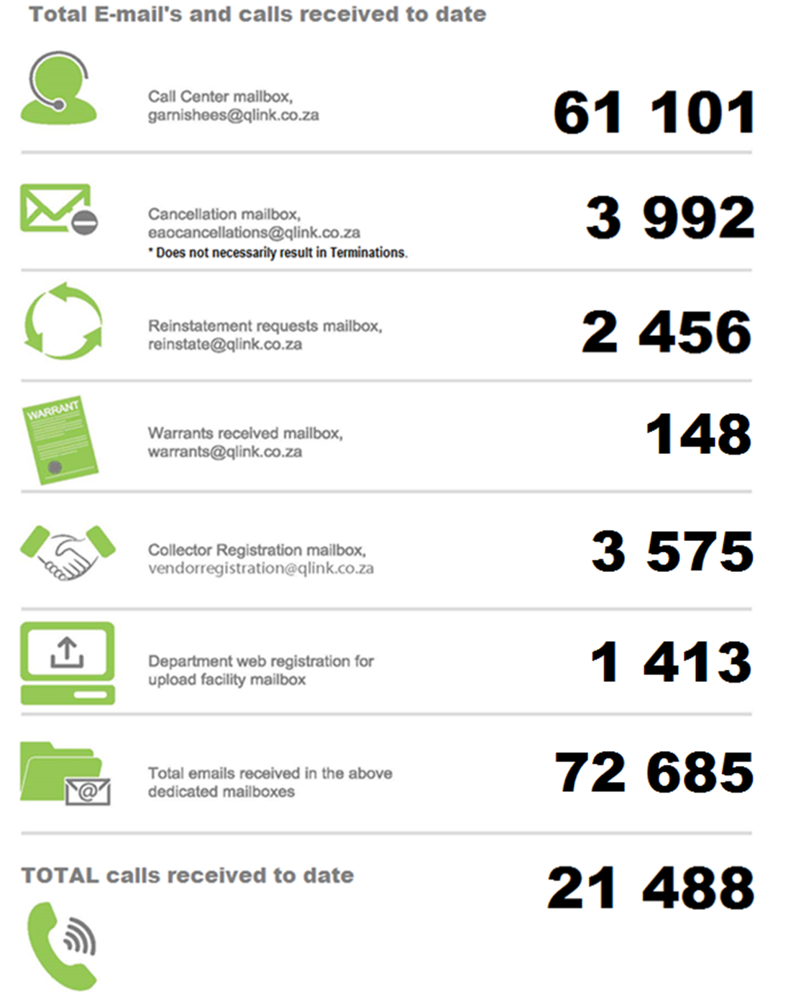 Total E-mail's and calls received to date
Call Center mailbox,
garnishees@qlink.co.za
61 101
Cancellation mailbox,
eaocancellations@qlink.co.za
* Does not necessarily result in Terminations.
3 992
Reinstatement requests mailbox,
reinstate@qlink.co.za
2 456
WARRANT
Warrants received mailbox,
warrants@qlink.co.za
148
Collector Registration mailbox,
vendorregistration@qlink.co.za
3 575
Department web registration for
upload facility mailbox
1 413
@
Total emails received in the above
dedicated mailboxes
72 685
TOTAL calls received to date
21 488